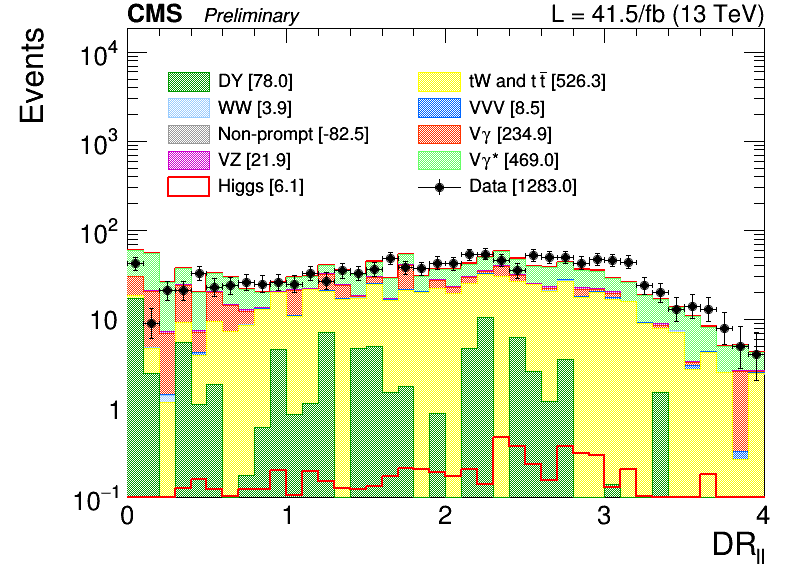 CMS Preliminary L = 41.5/fb (13 TeV)
Events
10⁴
10³
10²
10
1
10⁻¹
DY [78.0]
WW [3.9]
Non-prompt [-82.5]
VZ [21.9]
Higgs [6.1]
tW and tt̄ [526.3]
VVV [8.5]
Vγ [234.9]
Vγ* [469.0]
Data [1283.0]
0 1 2 3 4
DRₗₗ